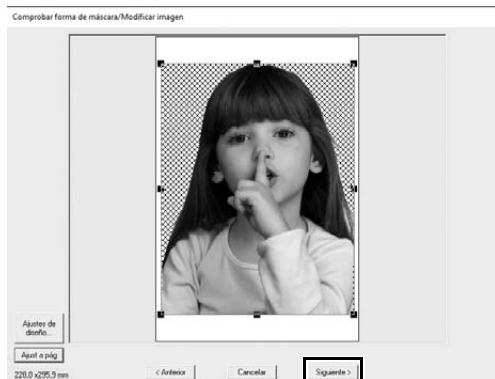 Comprobar forma de máscara/Modificar imagen
Ajustes de
diseño...
Ajust a pág
220,0 x295,9 mm
< Anterior
Cancelar
Siguiente >